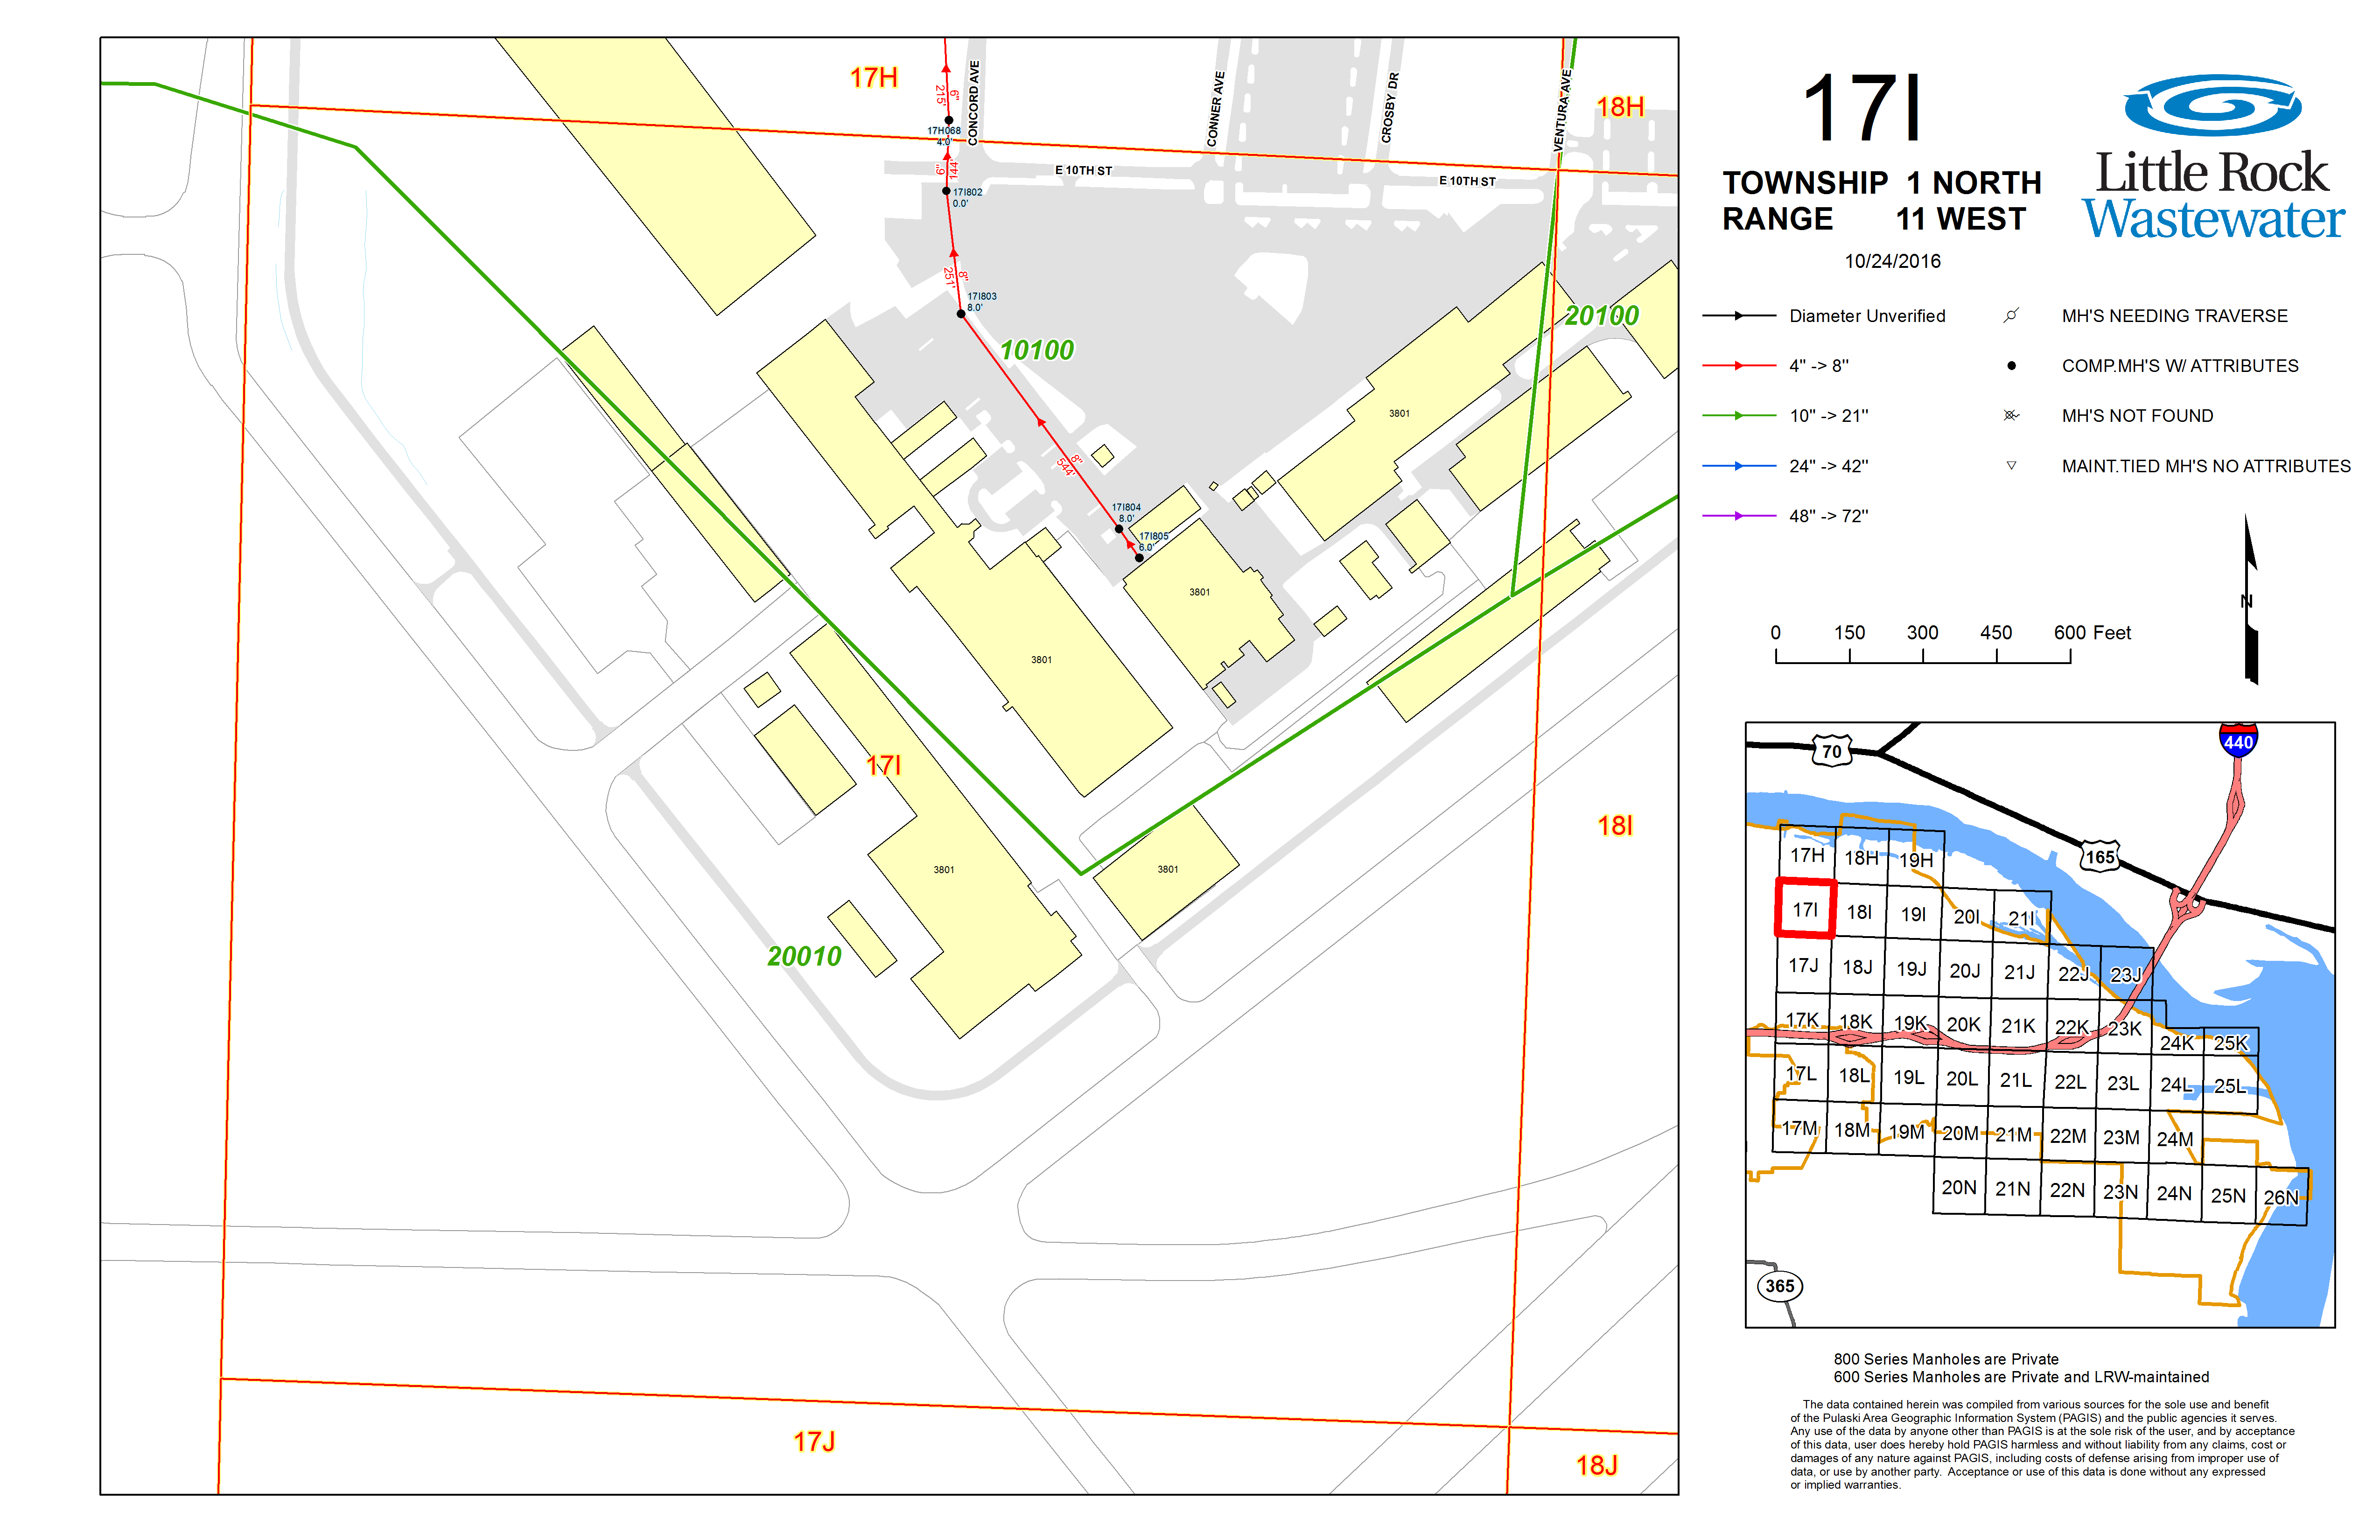 17H
18H
6"
215'
CONCORD AVE
CONNER AVE
CROSBY DR
VENTURA AVE
17H068
4.0'
6"
144'
E 10TH ST
E 10TH ST
17I802
0.0'
8"
251'
17I803
8.0'
10100
20100
3801
8"
544'
17I804
8.0'
17I805
6.0'
3801
3801
17I
18I
3801
3801
20010
17J
18J
17I
TOWNSHIP 1 NORTH
RANGE 11 WEST
10/24/2016
Little Rock
Wastewater
Diameter Unverified
4" -> 8"
10" -> 21"
24" -> 42"
48" -> 72"
MH'S NEEDING TRAVERSE
COMP.MH'S W/ ATTRIBUTES
MH'S NOT FOUND
MAINT.TIED MH'S NO ATTRIBUTES
N
0 150 300 450 600 Feet
70
440
165
17H 18H 19H
17I 18I 19I 20I 21I
17J 18J 19J 20J 21J 22J 23J
17K 18K 19K 20K 21K 22K 23K 24K 25K
17L 18L 19L 20L 21L 22L 23L 24L 25L
17M 18M 19M 20M 21M 22M 23M 24M
20N 21N 22N 23N 24N 25N 26N
365
800 Series Manholes are Private
600 Series Manholes are Private and LRW-maintained
The data contained herein was compiled from various sources for the sole use and benefit
of the Pulaski Area Geographic Information System (PAGIS) and the public agencies it serves.
Any use of the data by anyone other than PAGIS is at the sole risk of the user, and by acceptance
of this data, user does hereby hold PAGIS harmless and without liability from any claims, cost or
damages of any nature against PAGIS, including costs of defense arising from improper use of
data, or use by another party. Acceptance or use of this data is done without any expressed
or implied warranties.